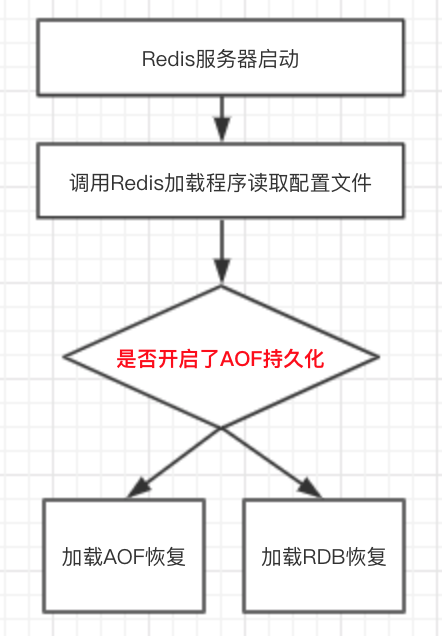 Redis服务器启动
调用Redis加载程序读取配置文件
是否开启了AOF持久化
加载AOF恢复
加载RDB恢复